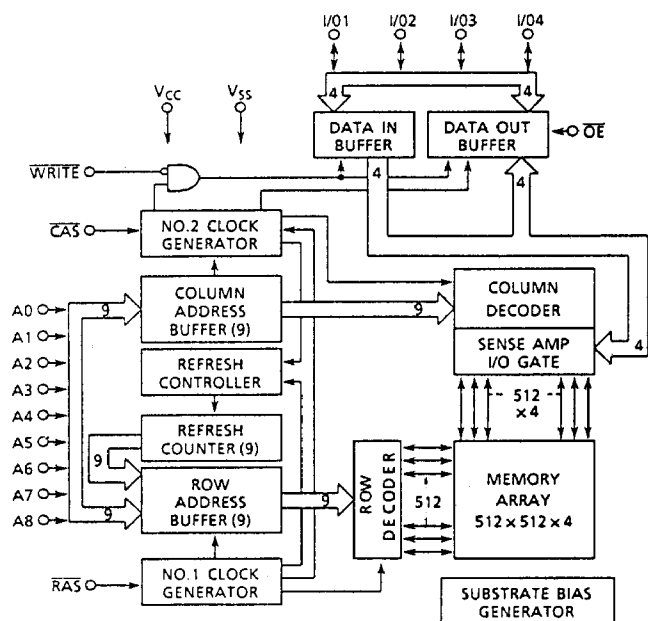 I/O1 I/O2 I/O3 I/O4
4 4
VCC VSS
DATA IN
BUFFER
DATA OUT
BUFFER
OE
WRITE
4
4
CAS
NO.2 CLOCK
GENERATOR
COLUMN
ADDRESS
BUFFER (9)
9
9
COLUMN
DECODER
SENSE AMP
I/O GATE
4
A0
A1
A2
A3
A4
A5
A6
A7
A8
REFRESH
CONTROLLER
REFRESH
COUNTER (9)
9
ROW
ADDRESS
BUFFER (9)
9
9
ROW
DECODER
512
×4
512
MEMORY
ARRAY
512×512×4
RAS
NO.1 CLOCK
GENERATOR
SUBSTRATE BIAS
GENERATOR